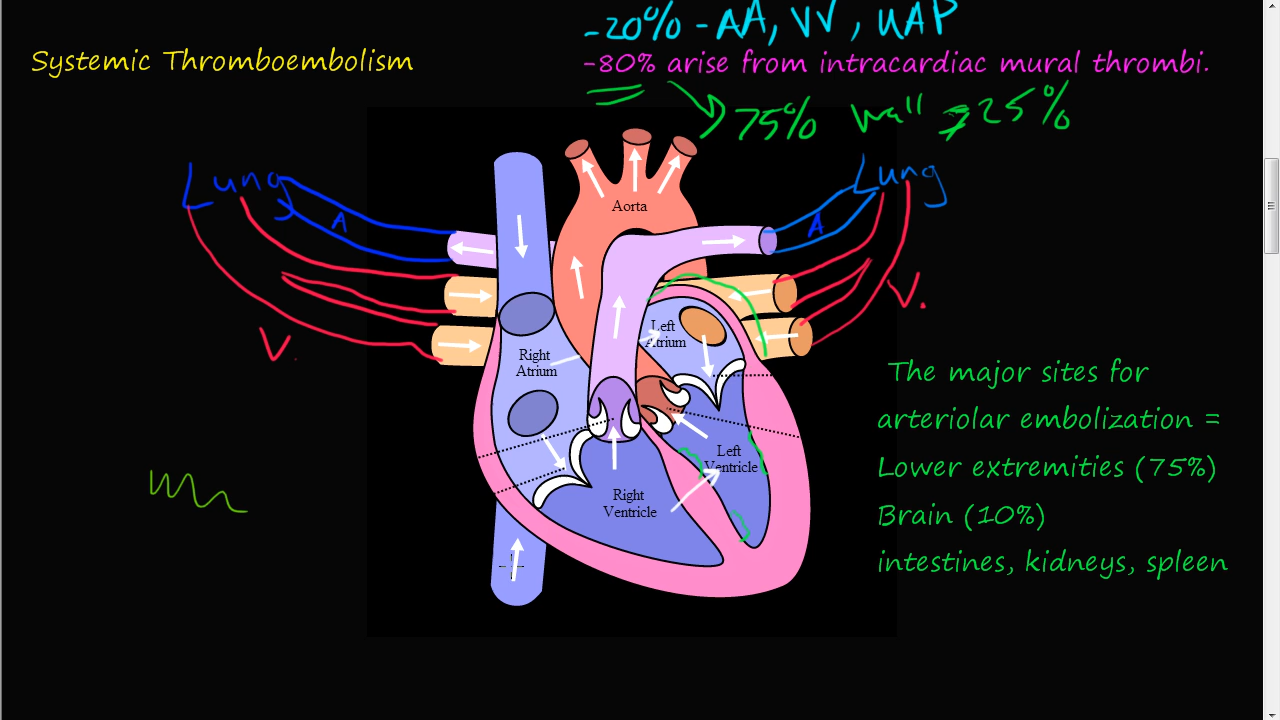 -20% - AA, VV, UAP
Systemic Thromboembolism
-80% arise from intracardiac mural thrombi.
75% wall 25%
Lung
Lung
A
A
Aorta
V.
V.
Left
Atrium
Right
Atrium
The major sites for
arteriolar embolization =
Lower extremities (75%)
Brain (10%)
intestines, kidneys, spleen
Left
Ventricle
Right
Ventricle